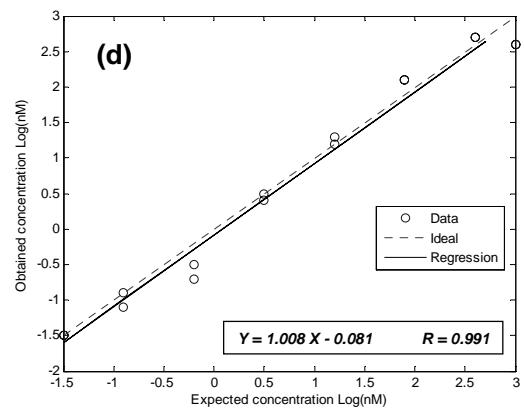 (d)
3
2.5
2
1.5
1
0.5
0
-0.5
-1
-1.5
-2
Obtained concentration Log(nM)
Data
Ideal
Regression
Y = 1.008 X - 0.081 R = 0.991
-1.5 -1 -0.5 0 0.5 1 1.5 2 2.5 3
Expected concentration Log(nM)